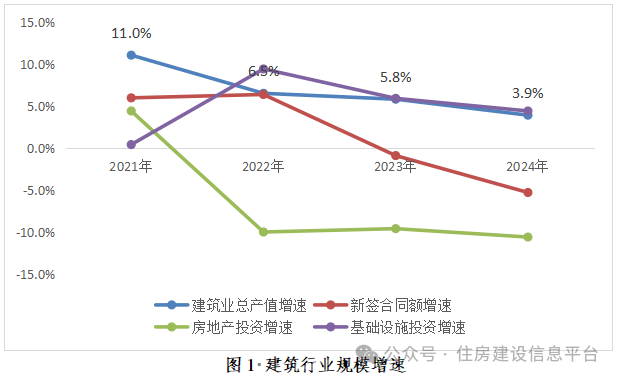 15.0%
11.0%
10.0%
6.5%
5.8%
5.0%
3.9%
0.0%
2021年 2022年 2023年 2024年
-5.0%
-10.0%
-15.0%
建筑业总产值增速 新签合同额增速
房地产投资增速 基础设施投资增速
公众号·住房建设信息平台
图 1·建筑行业规模增速